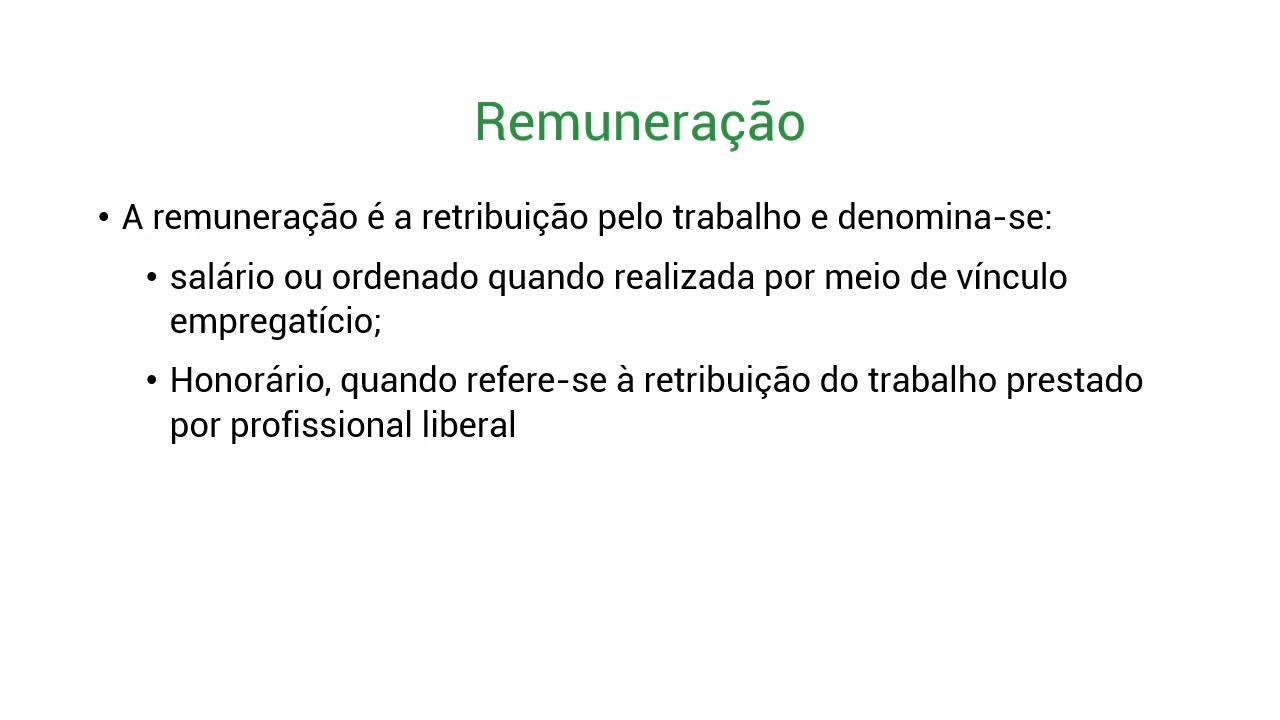 Remuneração
• A remuneração é a retribuição pelo trabalho e denomina-se:
• salário ou ordenado quando realizada por meio de vínculo
empregatício;
• Honorário, quando refere-se à retribuição do trabalho prestado
por profissional liberal